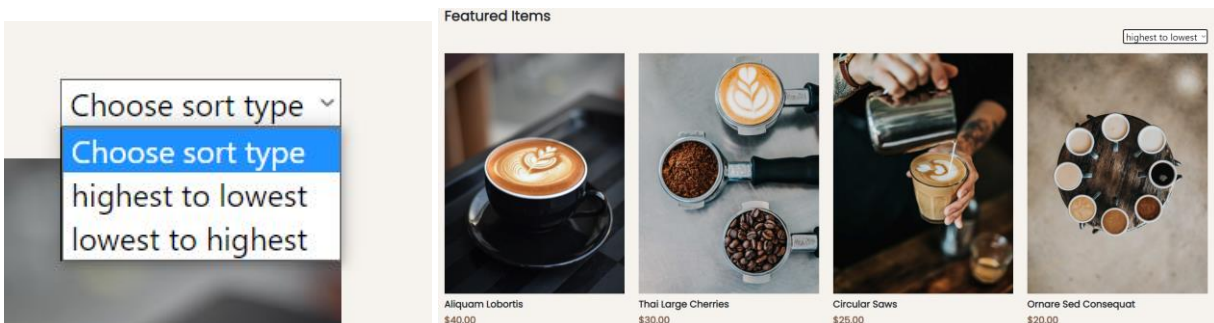 Choose sort type
Choose sort type
highest to lowest
lowest to highest
Featured Items
highest to lowest
Aliquam Lobortis
Thai Large Cherries
Circular Saws
Ornare Sed Consequat
$40.00
$30.00
$25.00
$20.00